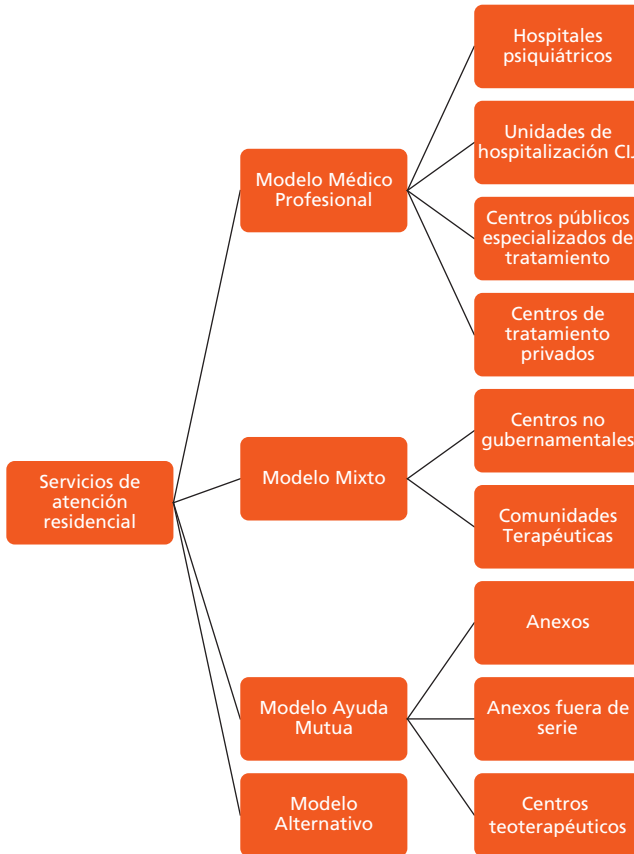 Servicios de
atención
residencial
Modelo Médico
Profesional
Hospitales
psiquiátricos
Unidades de
hospitalización CIJ
Centros públicos
especializados de
tratamiento
Centros de
tratamiento
privados
Modelo Mixto
Centros no
gubernamentales
Comunidades
Terapéuticas
Modelo Ayuda
Mutua
Anexos
Anexos fuera de
serie
Centros
teoterapéuticos
Modelo
Alternativo